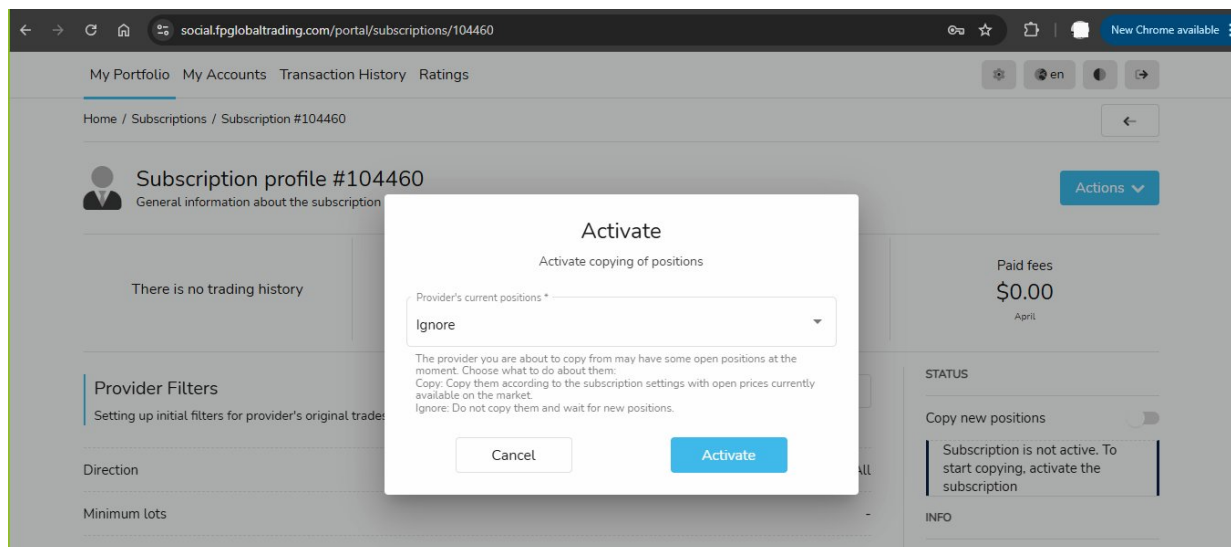 social.fpglobaltrading.com/portal/subscriptions/104460
New Chrome available
My Portfolio My Accounts Transaction History Ratings
en
Home / Subscriptions / Subscription #104460
Subscription profile #104460
General information about the subscription
Actions
There is no trading history
Paid fees
$0.00
April
Activate
Activate copying of positions
Provider's current positions *
Ignore
The provider you are about to copy from may have some open positions at the
moment. Choose what to do about them:
Copy: Copy them according to the subscription settings with open prices currently
available on the market.
Ignore: Do not copy them and wait for new positions.
Cancel
Activate
Provider Filters
Setting up initial filters for provider's original trades
Direction
All
Minimum lots
-
STATUS
Copy new positions
Subscription is not active. To
start copying, activate the
subscription
INFO